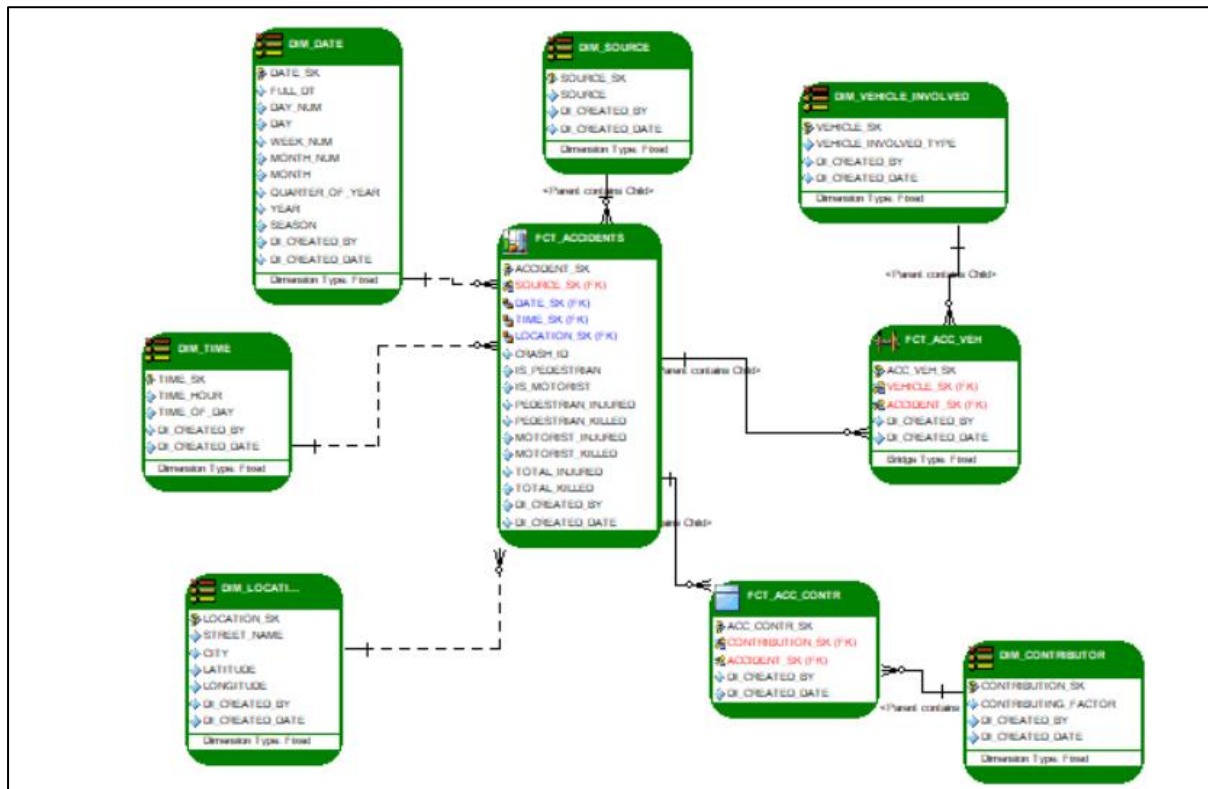 DIM_DATE
DATE_SK
FULL_DT
DAY_NUM
DAY
WEEK_NUM
MONTH_NUM
MONTH
QUARTER_OF_YEAR
YEAR
SEASON
DI_CREATED_BY
DI_CREATED_DATE
Dimension Type: Fixed
DIM_SOURCE
SOURCE_SK
SOURCE
DI_CREATED_BY
DI_CREATED_DATE
Dimension Type: Fixed
<Parent contains Child>
DIM_VEHICLE_INVOLVED
VEHICLE_SK
VEHICLE_INVOLVED_TYPE
DI_CREATED_BY
DI_CREATED_DATE
Dimension Type: Fixed
<Parent contains Child>
FCT_ACCIDENTS
ACCIDENT_SK
SOURCE_SK (FK)
DATE_SK (FK)
TIME_SK (FK)
LOCATION_SK (FK)
CRASH_ID
IS_PEDESTRIAN
IS_MOTORIST
PEDESTRIAN_INJURED
PEDESTRIAN_KILLED
MOTORIST_INJURED
MOTORIST_KILLED
TOTAL_INJURED
TOTAL_KILLED
DI_CREATED_BY
DI_CREATED_DATE
Parent contains Child>
ains Child>
DIM_TIME
TIME_SK
TIME_HOUR
TIME_OF_DAY
DI_CREATED_BY
DI_CREATED_DATE
Dimension Type: Fixed
FCT_ACC_VEH
ACC_VEH_SK
VEHICLE_SK (FK)
ACCIDENT_SK (FK)
DI_CREATED_BY
DI_CREATED_DATE
Bridge Type: Fixed
DIM_LOCATI...
LOCATION_SK
STREET_NAME
CITY
LATITUDE
LONGITUDE
DI_CREATED_BY
DI_CREATED_DATE
Dimension Type: Fixed
FCT_ACC_CONTR
ACC_CONTR_SK
CONTRIBUTION_SK (FK)
ACCIDENT_SK (FK)
DI_CREATED_BY
DI_CREATED_DATE
<Parent contains
DIM_CONTRIBUTOR
CONTRIBUTION_SK
CONTRIBUTING_FACTOR
DI_CREATED_BY
DI_CREATED_DATE
Dimension Type: Fixed